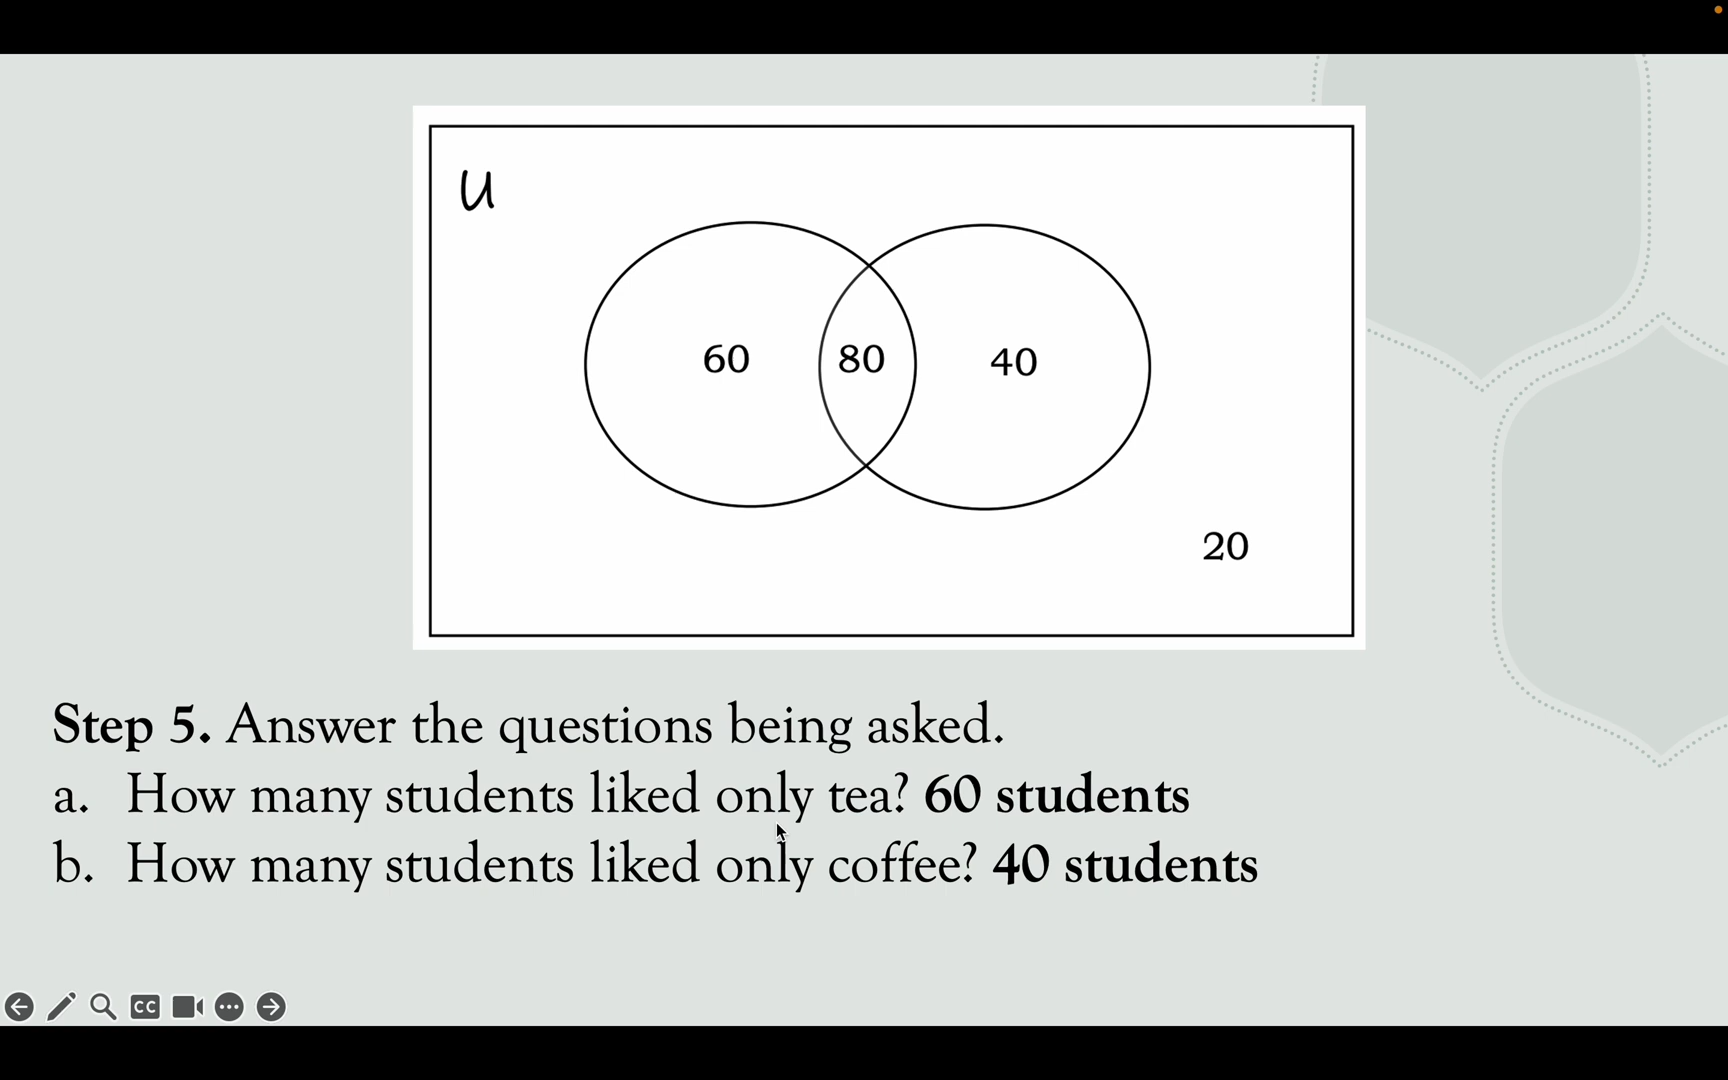 U
60 80 40
20
Step 5. Answer the questions being asked.
a. How many students liked only tea? 60 students
b. How many students liked only coffee? 40 students
CC